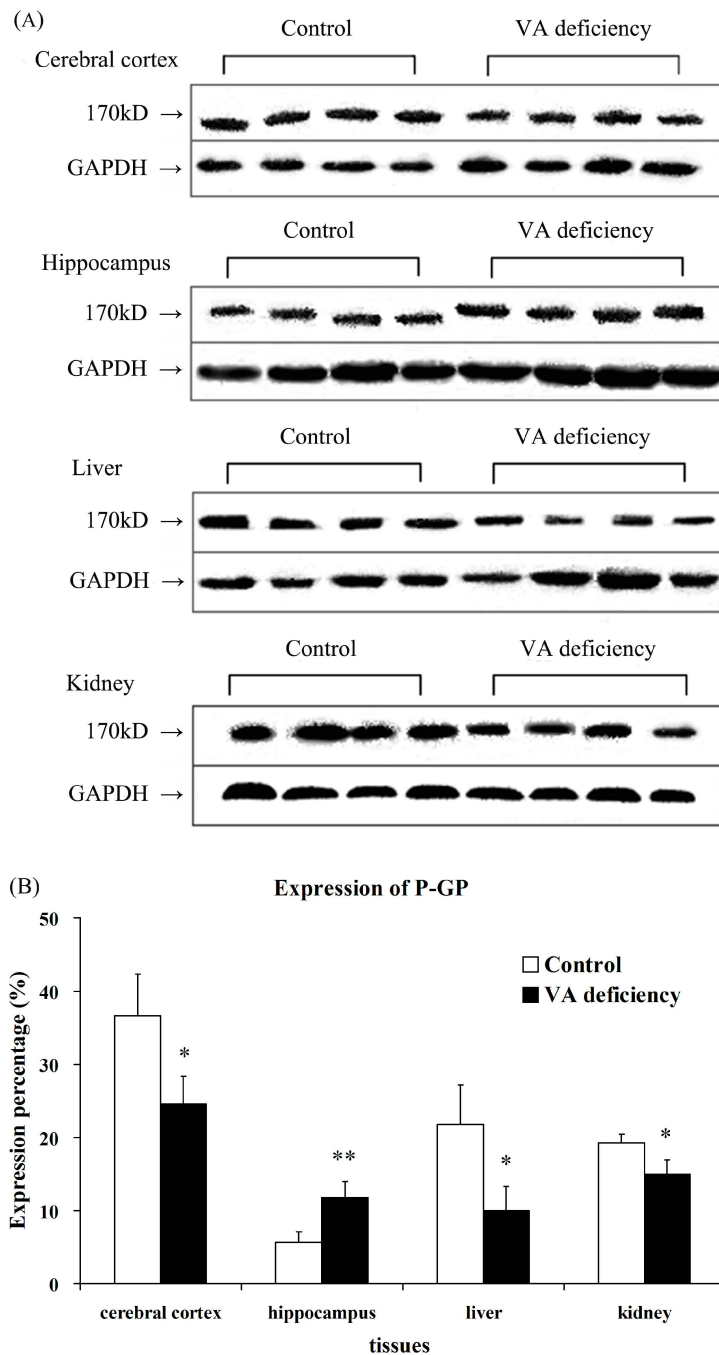 (A)
Control VA deficiency
Cerebral cortex
170kD →
GAPDH →
Control VA deficiency
Hippocampus
170kD →
GAPDH →
Control VA deficiency
Liver
170kD →
GAPDH →
Control VA deficiency
Kidney
170kD →
GAPDH →
(B) Expression of P-GP
Expression percentage (%)
50
40
30
20
10
0
Control
VA deficiency
*
**
*
*
cerebral cortex hippocampus liver kidney
tissues